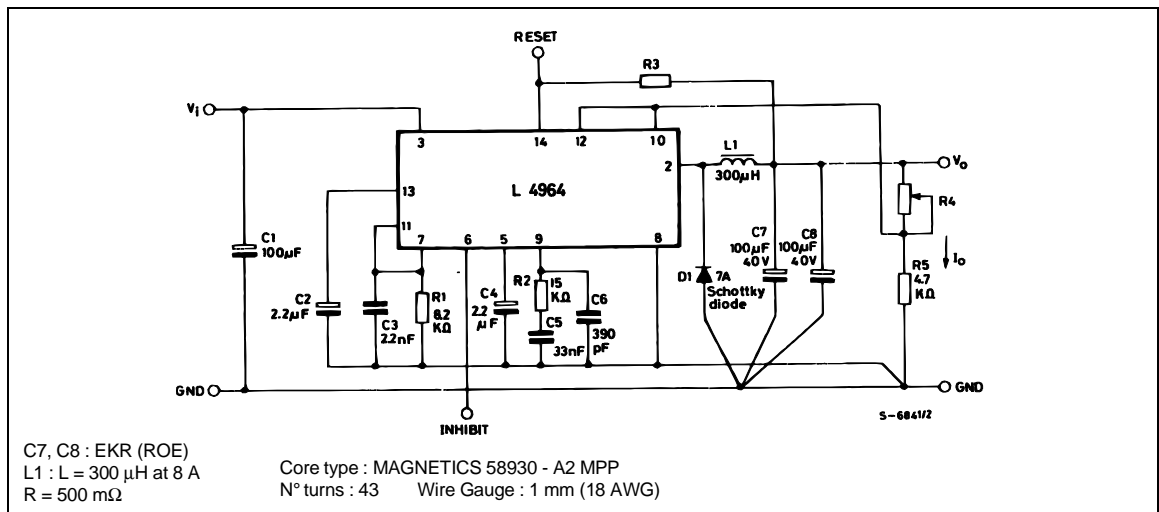 RESET
R3
Vi
3
14
12
10
2
L1
300μH
Vo
L 4964
13
11
7
6
5
9
8
R4
C1
100μF
C2
2.2μF
C3
2.2nF
R1
8.2
KΩ
C4
2.2
μF
R2
15
KΩ
C5
33nF
C6
390
pF
D1
7A
Schottky
diode
C7
100μF
40V
C8
100μF
40V
R5
4.7
KΩ
Io
GND
GND
INHIBIT
S-6841/2
C7, C8 : EKR (ROE)
L1 : L = 300 μH at 8 A
R = 500 mΩ
Core type : MAGNETICS 58930 - A2 MPP
N° turns : 43 Wire Gauge : 1 mm (18 AWG)